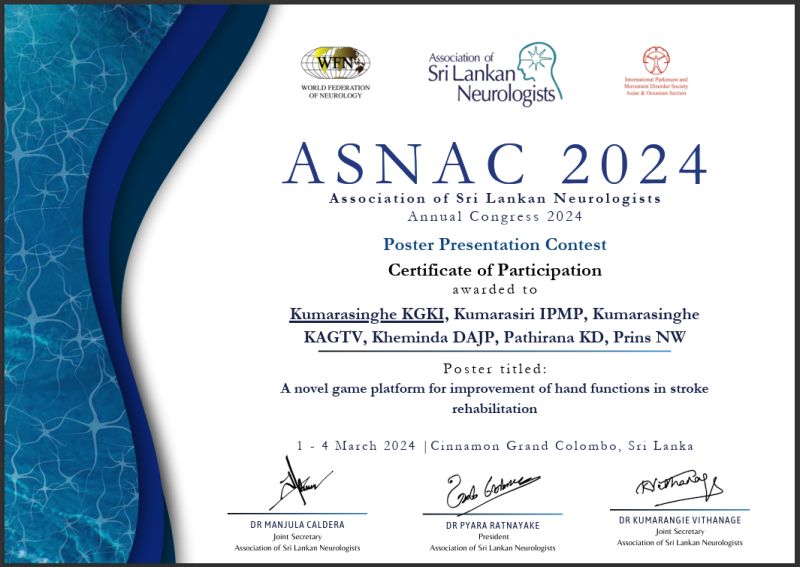 WFN
WORLD FEDERATION
OF NEUROLOGY
Association of
Sri Lankan
Neurologists
International Parkinson and
Movement Disorder Society
Asian & Oceanian Section
ASNAC 2024
Association of Sri Lankan Neurologists
Annual Congress 2024
Poster Presentation Contest
Certificate of Participation
awarded to
Kumarasinghe KGKI, Kumarasiri IPMP, Kumarasinghe
KAGTV, Kheminda DAJP, Pathirana KD, Prins NW
Poster titled:
A novel game platform for improvement of hand functions in stroke
rehabilitation
1 - 4 March 2024 |Cinnamon Grand Colombo, Sri Lanka
DR MANJULA CALDERA
Joint Secretary
Association of Sri Lankan Neurologists
DR PYARA RATNAYAKE
President
Association of Sri Lankan Neurologists
DR KUMARANGIE VITHANAGE
Joint Secretary
Association of Sri Lankan Neurologists